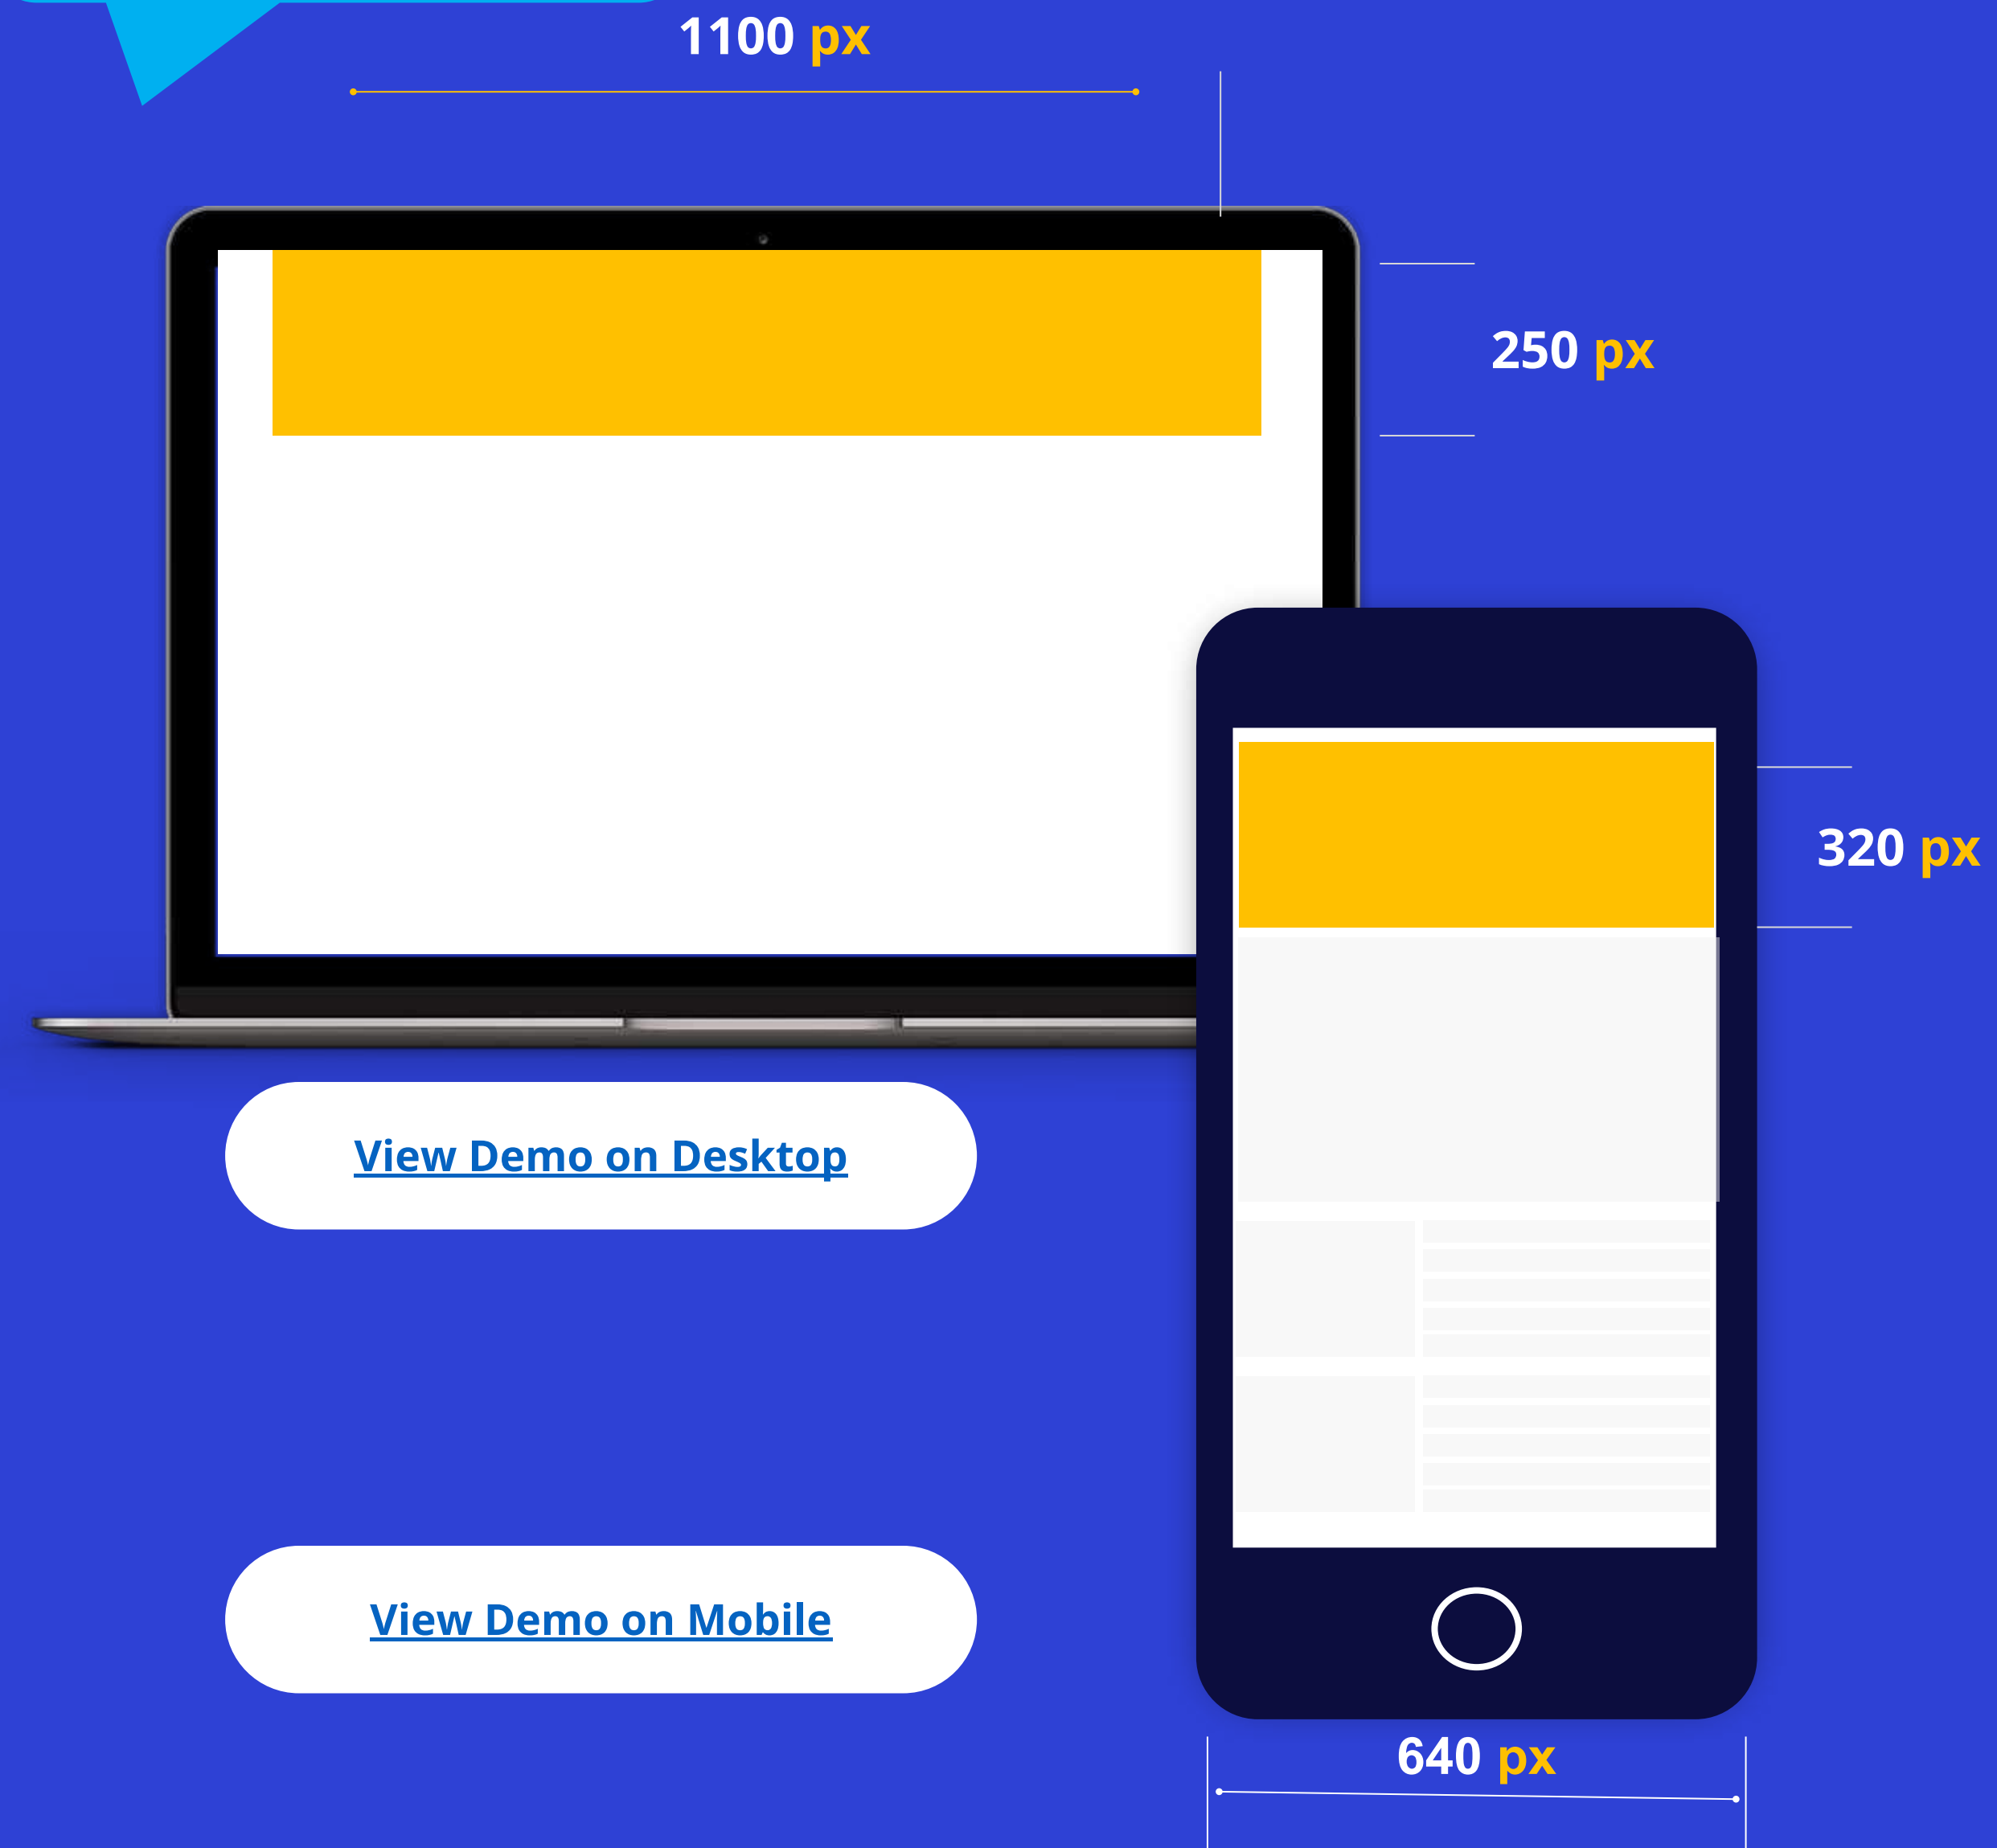 1100 px
250 px
320 px
View Demo on Desktop
View Demo on Mobile
640 px